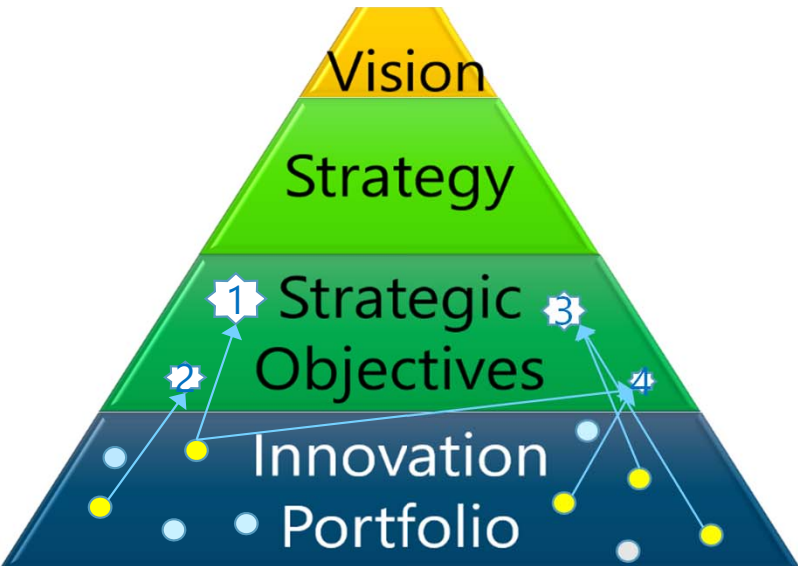 Vision
Strategy
1
Strategic
3
2
Objectives
4
Innovation
Portfolio